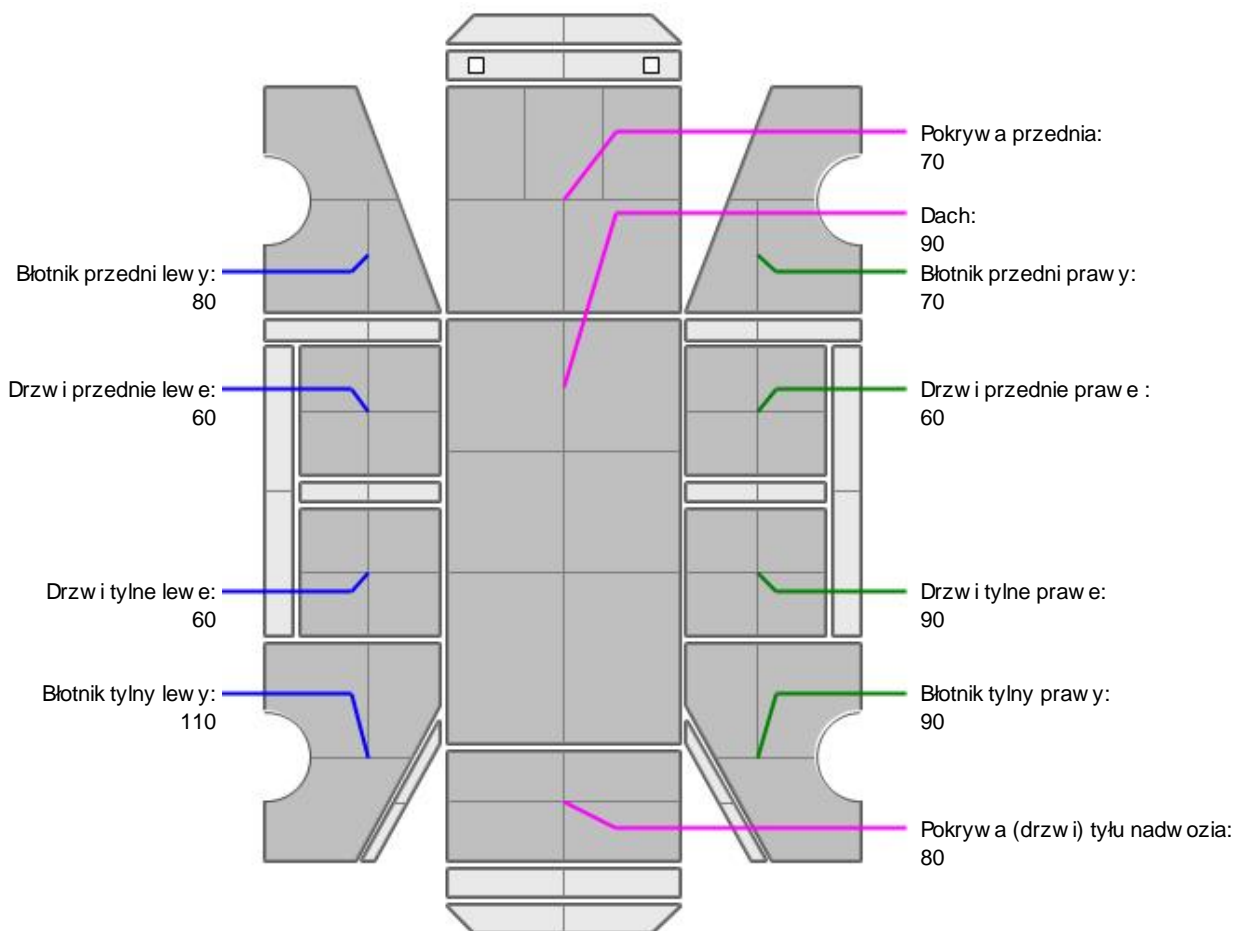 Pokrywa przednia:
70
Dach:
90
Błotnik przedni lewy:
80
Błotnik przedni prawy:
70
Drzwi przednie lewe:
60
Drzwi przednie prawe :
60
Drzwi tylne lewe:
60
Drzwi tylne prawe:
90
Błotnik tylny lewy:
110
Błotnik tylny prawy:
90
Pokrywa (drzwi) tyłu nadwozia:
80